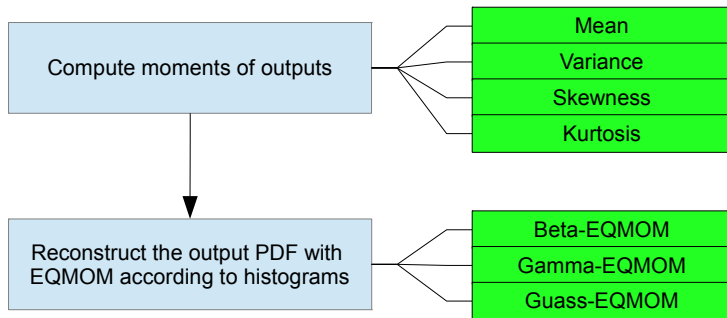 Compute moments of outputs
Mean
Variance
Skewness
Kurtosis
Reconstruct the output PDF with
EQMOM according to histograms
Beta-EQMOM
Gamma-EQMOM
Guass-EQMOM